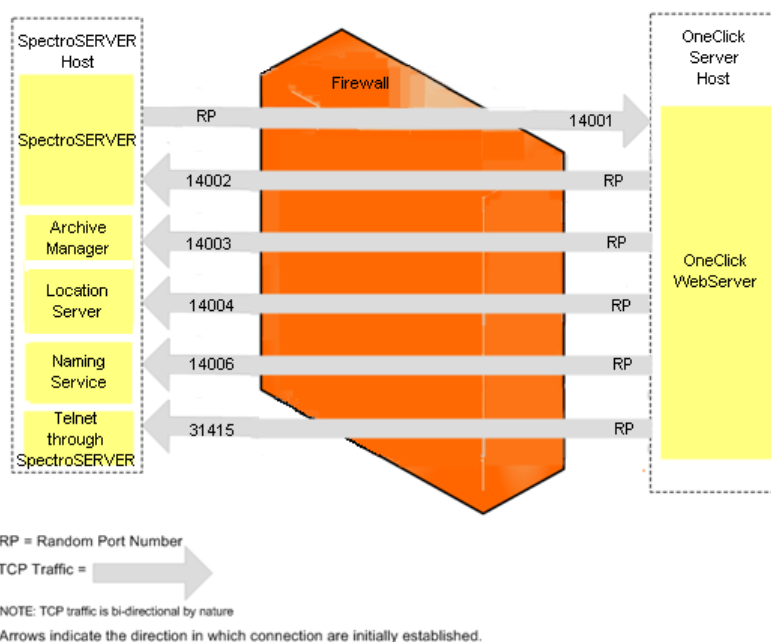 SpectroSERVER
Host
OneClick
Server
Host
Firewall
SpectroSERVER
RP
14001
14002
RP
Archive
Manager
14003
RP
OneClick
WebServer
Location
Server
14004
RP
Naming
Service
14006
RP
Telnet
through
SpectroSERVER
31415
RP
RP = Random Port Number
TCP Traffic =
NOTE: TCP traffic is bi-directional by nature
Arrows indicate the direction in which connection are initially established.